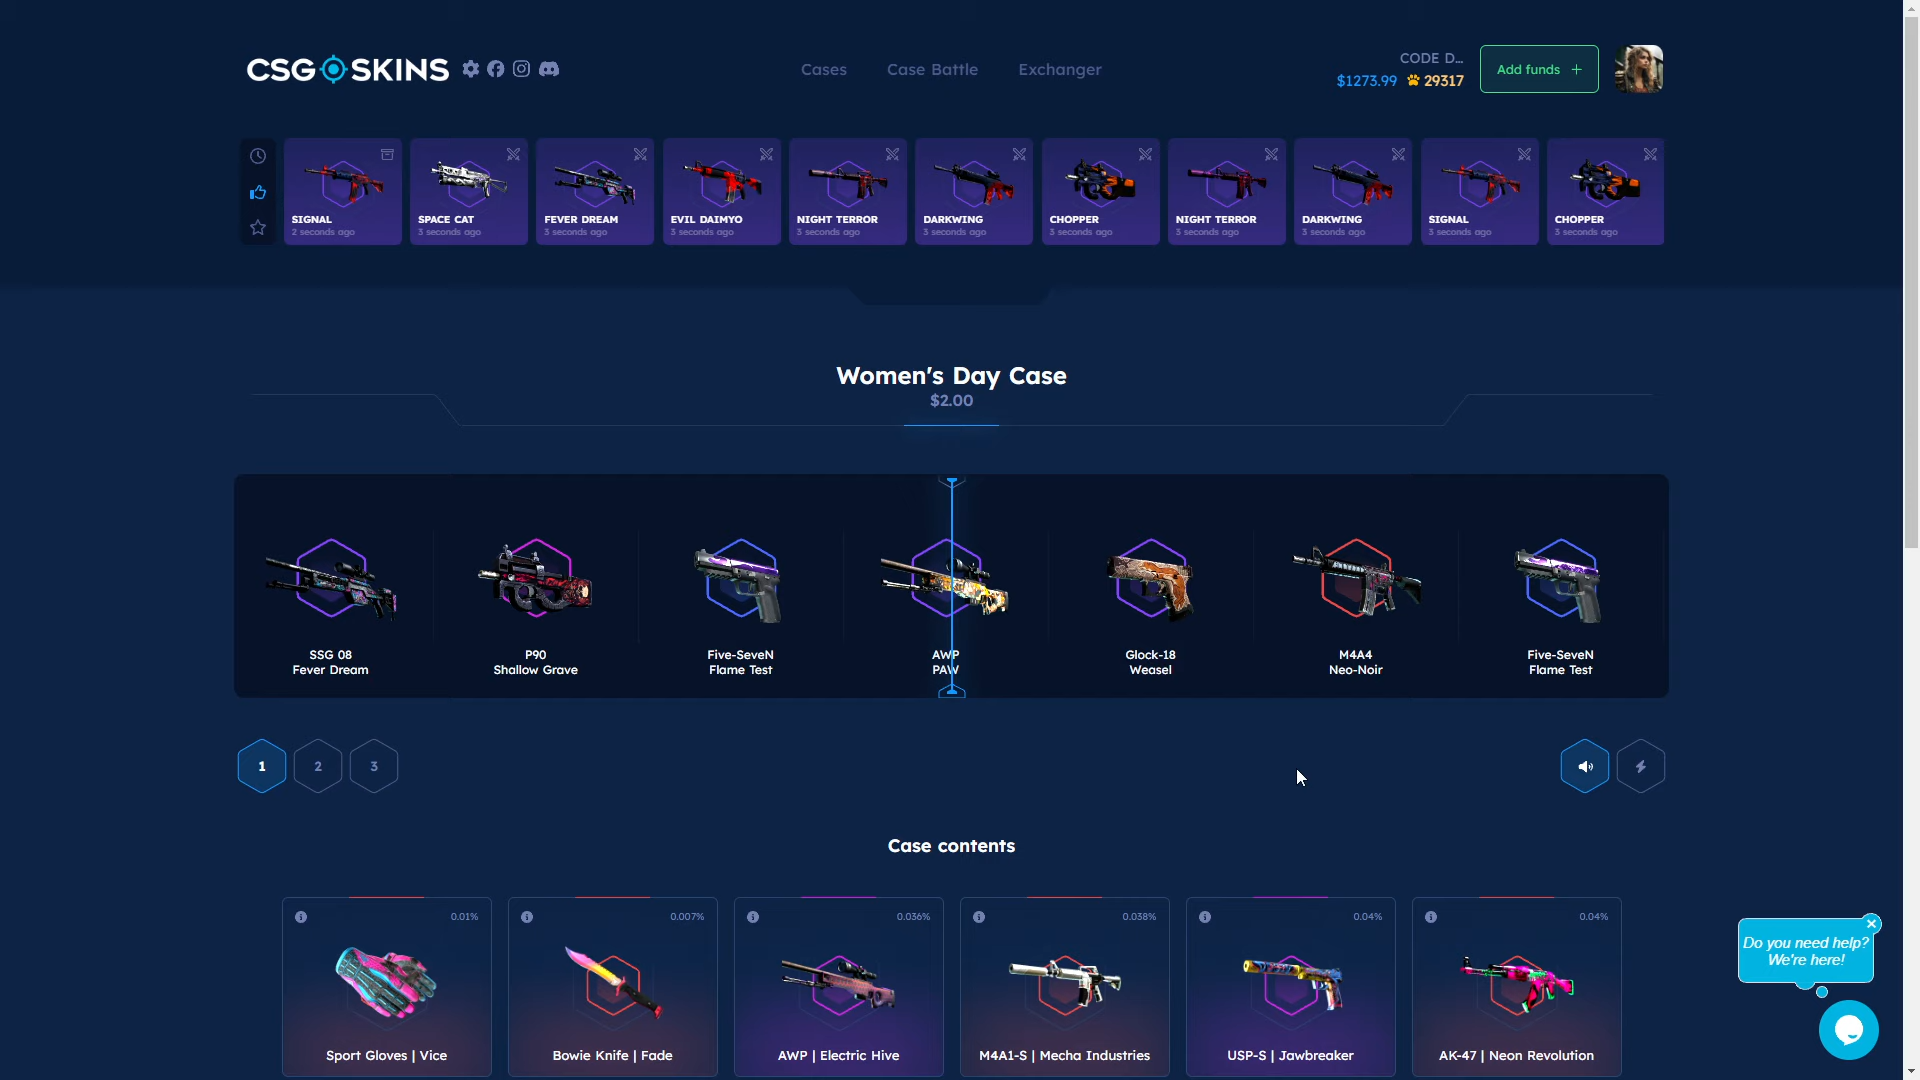 CSG SKINS
Cases
Case Battle
Exchanger
CODE D...
$1273.99
29317
Add funds +
SIGNAL
2 seconds ago
SPACE CAT
3 seconds ago
FEVER DREAM
3 seconds ago
EVIL DAIMYO
3 seconds ago
NIGHT TERROR
3 seconds ago
DARKWING
3 seconds ago
CHOPPER
3 seconds ago
NIGHT TERROR
3 seconds ago
DARKWING
3 seconds ago
SIGNAL
3 seconds ago
CHOPPER
3 seconds ago
Women's Day Case
$2.00
SSG 08
Fever Dream
P90
Shallow Grave
Five-SeveN
Flame Test
AWP
PAW
Glock-18
Weasel
M4A4
Neo-Noir
Five-SeveN
Flame Test
1
2
3
Case contents
0.01%
Sport Gloves | Vice
0.007%
Bowie Knife | Fade
0.036%
AWP | Electric Hive
0.038%
M4A1-S | Mecha Industries
0.04%
USP-S | Jawbreaker
0.04%
AK-47 | Neon Revolution
Do you need help?
We're here!